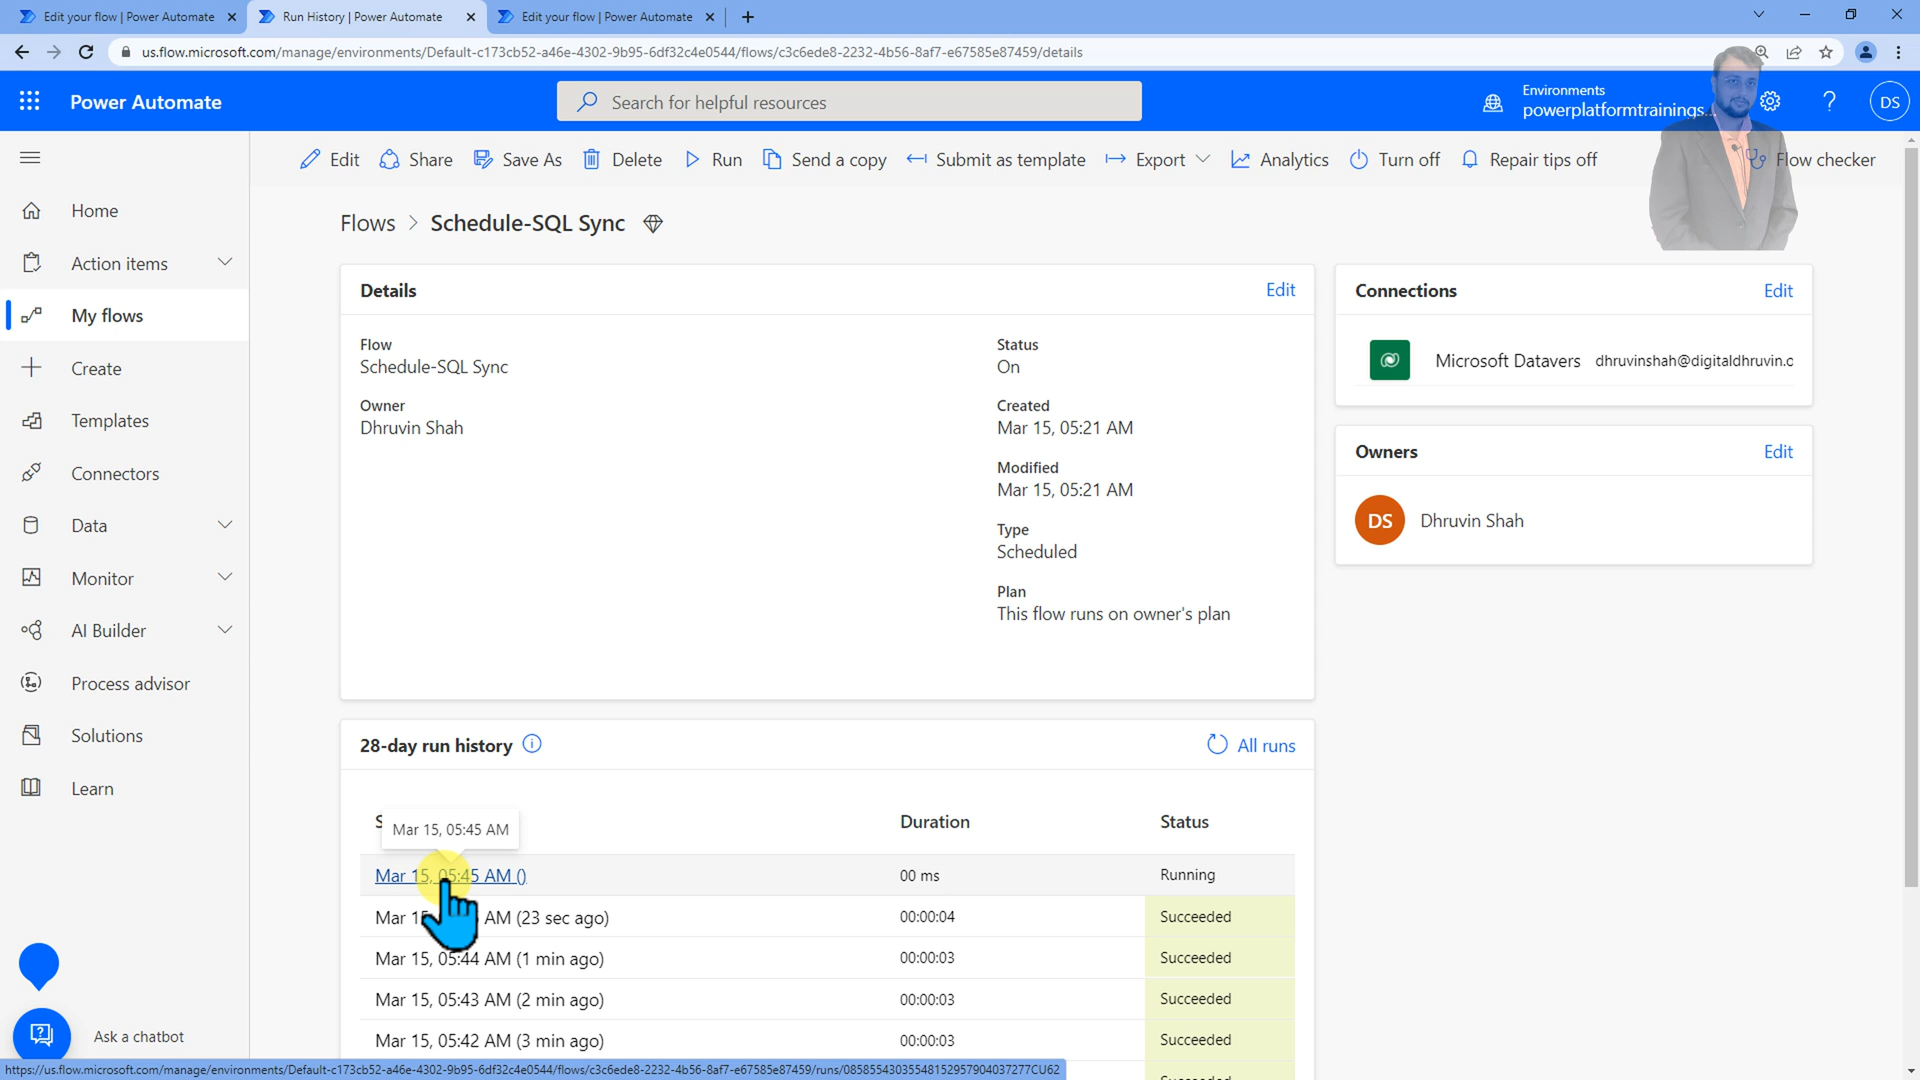 Edit your flow | Power Automate
Run History | Power Automate
Edit your flow | Power Automate
us.flow.microsoft.com/manage/environments/Default-c173cb52-a46e-4302-9b95-6df32c4e0544/flows/c3c6ede8-2232-4b56-8af7-e67585e87459/details
Power Automate
Search for helpful resources
Environments
powerplatformtrainings...
DS
Edit
Share
Save As
Delete
Run
Send a copy
Submit as template
Export
Analytics
Turn off
Repair tips off
Flow checker
Home
Action items
My flows
Create
Templates
Connectors
Data
Monitor
AI Builder
Process advisor
Solutions
Learn
Ask a chatbot
Flows > Schedule-SQL Sync
Details
Edit
Flow
Schedule-SQL Sync
Owner
Dhruvin Shah
Status
On
Created
Mar 15, 05:21 AM
Modified
Mar 15, 05:21 AM
Type
Scheduled
Plan
This flow runs on owner's plan
Connections
Edit
Microsoft Datavers dhruvinshah@digitaldhruvin.c
Owners
Edit
DS
Dhruvin Shah
28-day run history
All runs
Mar 15, 05:45 AM
Duration
Status
Mar 15, 05:45 AM ()
00 ms
Running
Mar AM (23 sec ago)
00:00:04
Succeeded
Mar 15, 05:44 AM (1 min ago)
00:00:03
Succeeded
Mar 15, 05:43 AM (2 min ago)
00:00:03
Succeeded
Mar 15, 05:42 AM (3 min ago)
00:00:03
Succeeded
https://us.flow.microsoft.com/manage/environments/Default-c173cb52-a46e-4302-9b95-6df32c4e0544/flows/c3c6ede8-2232-4b56-8af7-e67585e87459/runs/08585543035548152957904037277CU62